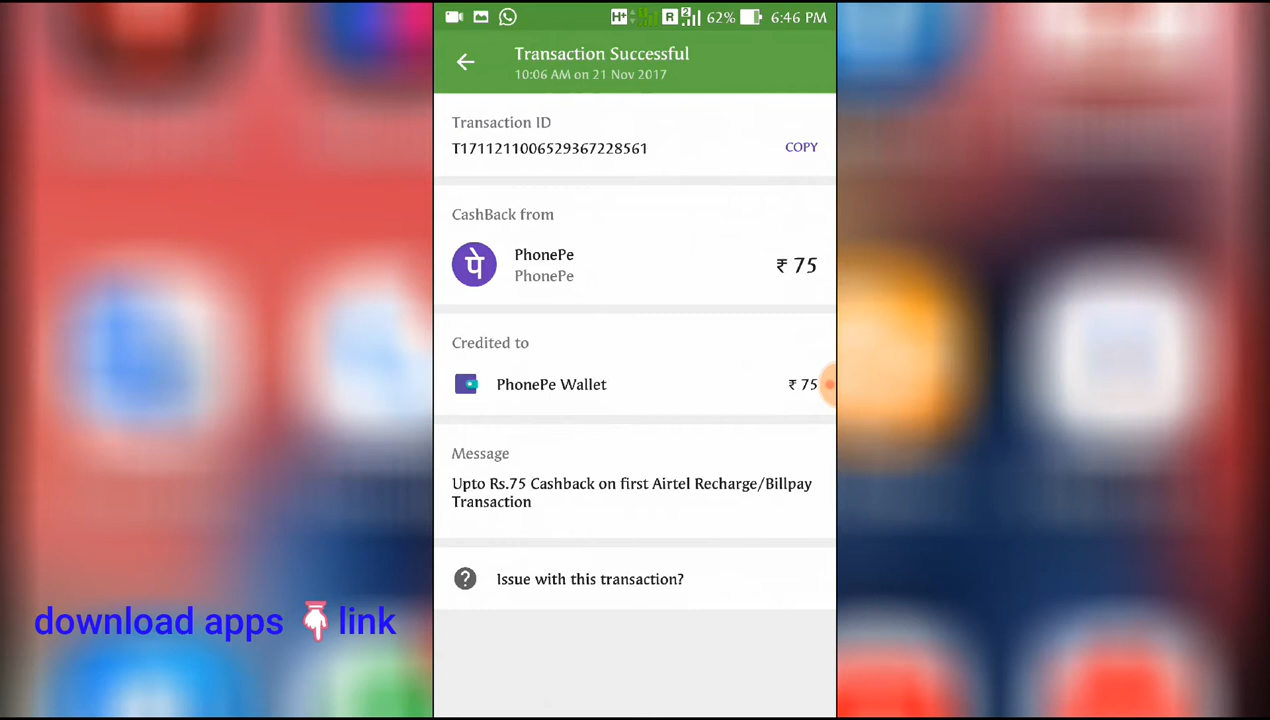 H+ R 2 62% 6:46 PM
Transaction Successful
10:06 AM on 21 Nov 2017
Transaction ID
T1711211006529367228561 COPY
CashBack from
पे PhonePe ₹ 75
PhonePe
Credited to
PhonePe Wallet ₹ 75
Message
Upto Rs.75 Cashback on first Airtel Recharge/Billpay
Transaction
? Issue with this transaction?
download apps 👇 link